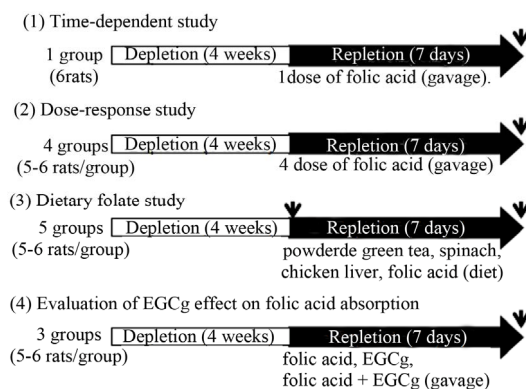 (1) Time-dependent study
1 group
(6rats)
Depletion (4 weeks)
Repletion (7 days)
1dose of folic acid (gavage).
(2) Dose-response study
4 groups
(5-6 rats/group)
Depletion (4 weeks)
Repletion (7 days)
4 dose of folic acid (gavage)
(3) Dietary folate study
5 groups
(5-6 rats/group)
Depletion (4 weeks)
Repletion (7 days)
powderde green tea, spinach,
chicken liver, folic acid (diet)
(4) Evaluation of EGCg effect on folic acid absorption
3 groups
(5-6 rats/group)
Depletion (4 weeks)
Repletion (7 days)
folic acid, EGCg,
folic acid + EGCg (gavage)